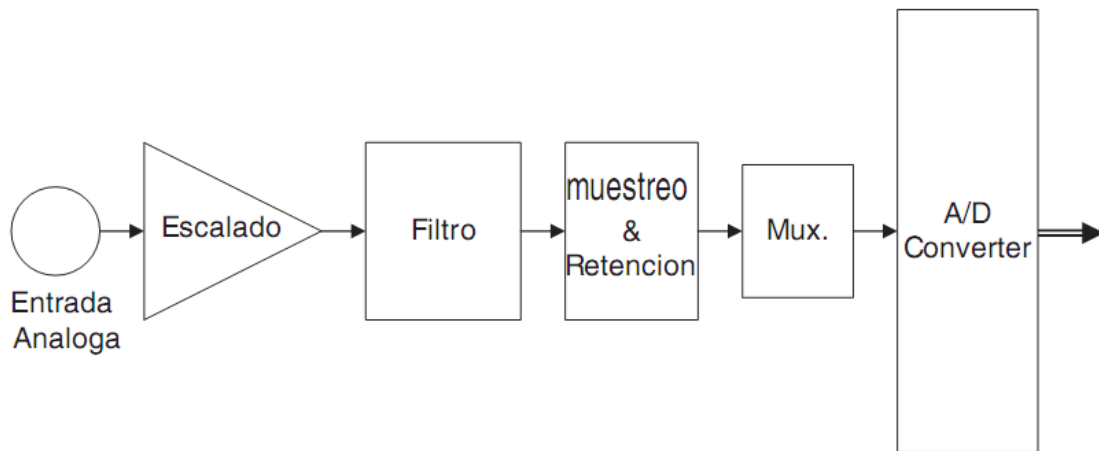 Entrada
Analoga
Escalado
Filtro
muestreo
&
Retencion
Mux.
A/D
Converter